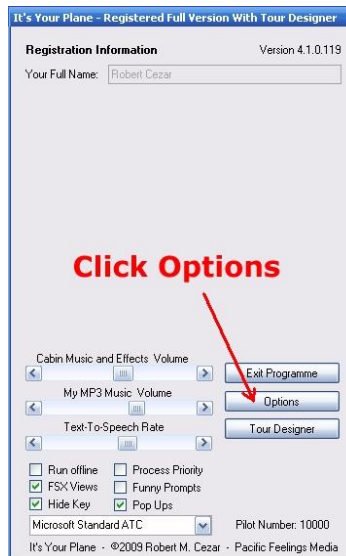 It's Your Plane - Registered Full Version With Tour Designer
Registration Information Version 4.1.0.119
Your Full Name: Robert Cezar
Click Options
Cabin Music and Effects Volume
Exit Programme
My MP3 Music Volume
Options
Text-To-Speech Rate
Tour Designer
Run offline Process Priority
FSX Views Funny Prompts
Hide Key Pop Ups
Microsoft Standard ATC Pilot Number: 10000
It's Your Plane - ©2009 Robert M. Cezar - Pacific Feelings Media